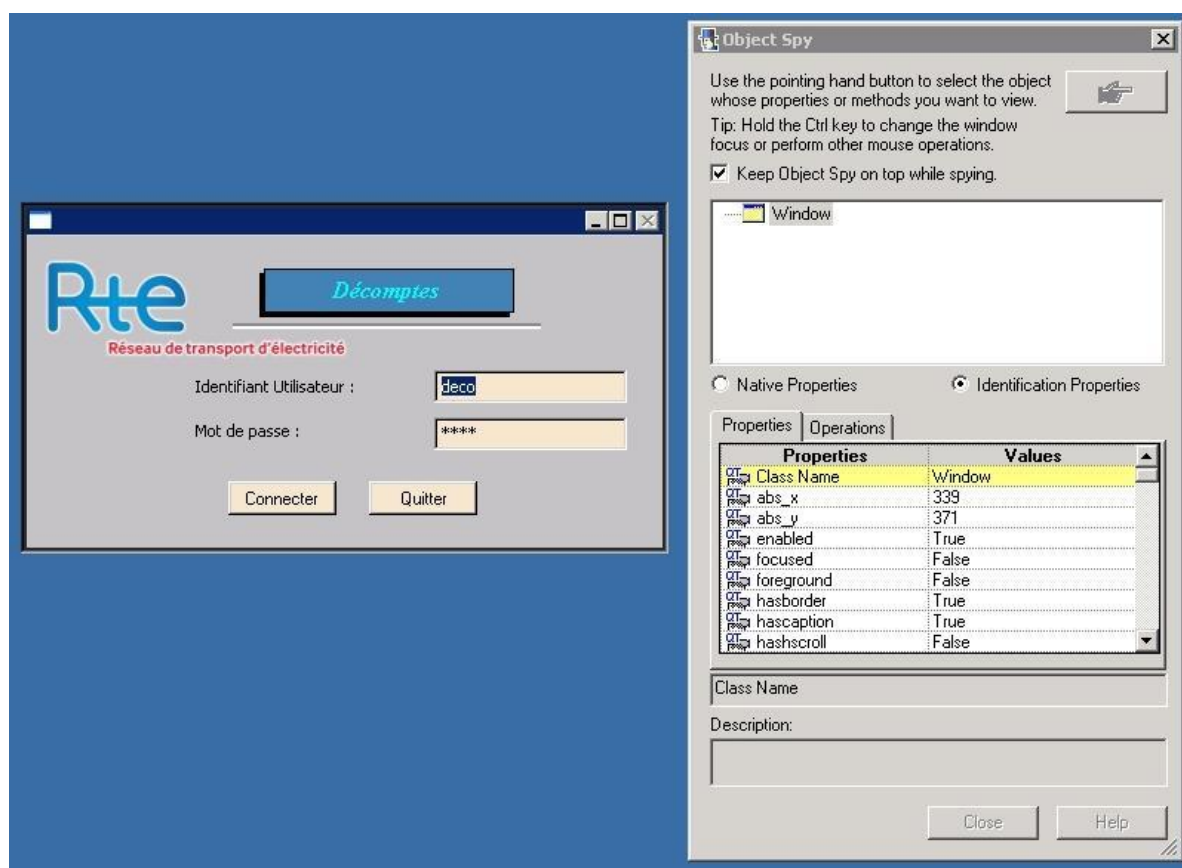 Rte
Décomptes
Réseau de transport d'électricité
Identifiant Utilisateur :
deco
Mot de passe :
****
Connecter
Quitter
Object Spy
Use the pointing hand button to select the object
whose properties or methods you want to view.
Tip: Hold the Ctrl key to change the window
focus or perform other mouse operations.
Keep Object Spy on top while spying.
Window
Native Properties
Identification Properties
Properties
Operations
Properties Values
Class Name Window
abs_x 339
abs_y 371
enabled True
focused False
foreground False
hasborder True
hascaption True
hashscroll False
Class Name
Description:
Close
Help